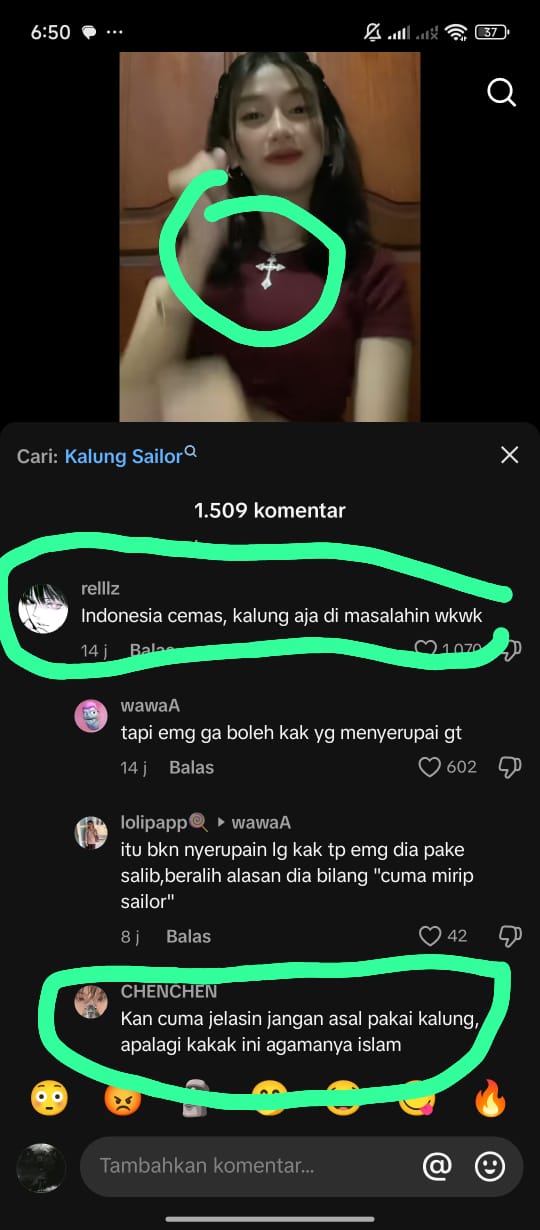 6:50
37
Cari: Kalung Sailor
1.509 komentar
relllz
Indonesia cemas, kalung aja di masalahin wkwk
14 j Balas 1.070
wawaA
tapi emg ga boleh kak yg menyerupai gt
14 j Balas 602
lolipapp🍭 ▸ wawaA
itu bkn nyerupain lg kak tp emg dia pake
salib,beralih alasan dia bilang "cuma mirip
sailor"
8 j Balas 42
CHENCHEN
Kan cuma jelasin jangan asal pakai kalung,
apalagi kakak ini agamanya islam
Tambahkan komentar...